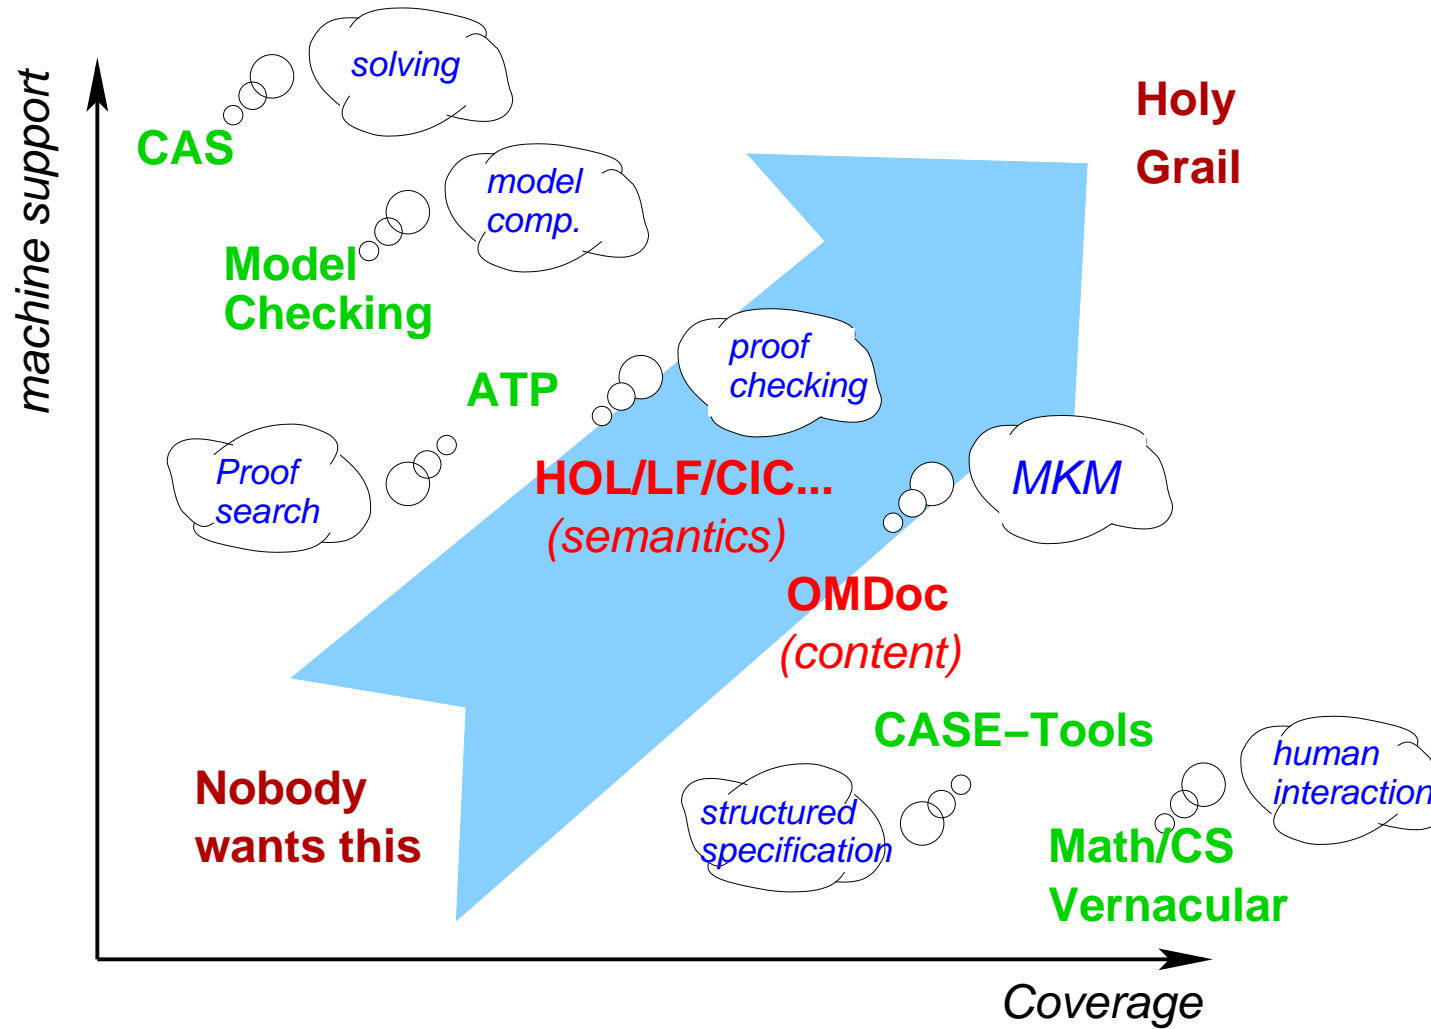 machine support
solving
CAS
Holy
Grail
model
comp.
Model
Checking
proof
checking
ATP
Proof
search
HOL/LF/CIC...
(semantics)
MKM
OMDoc
(content)
CASE–Tools
human
interaction
structured
specification
Nobody
wants this
Math/CS
Vernacular
Coverage